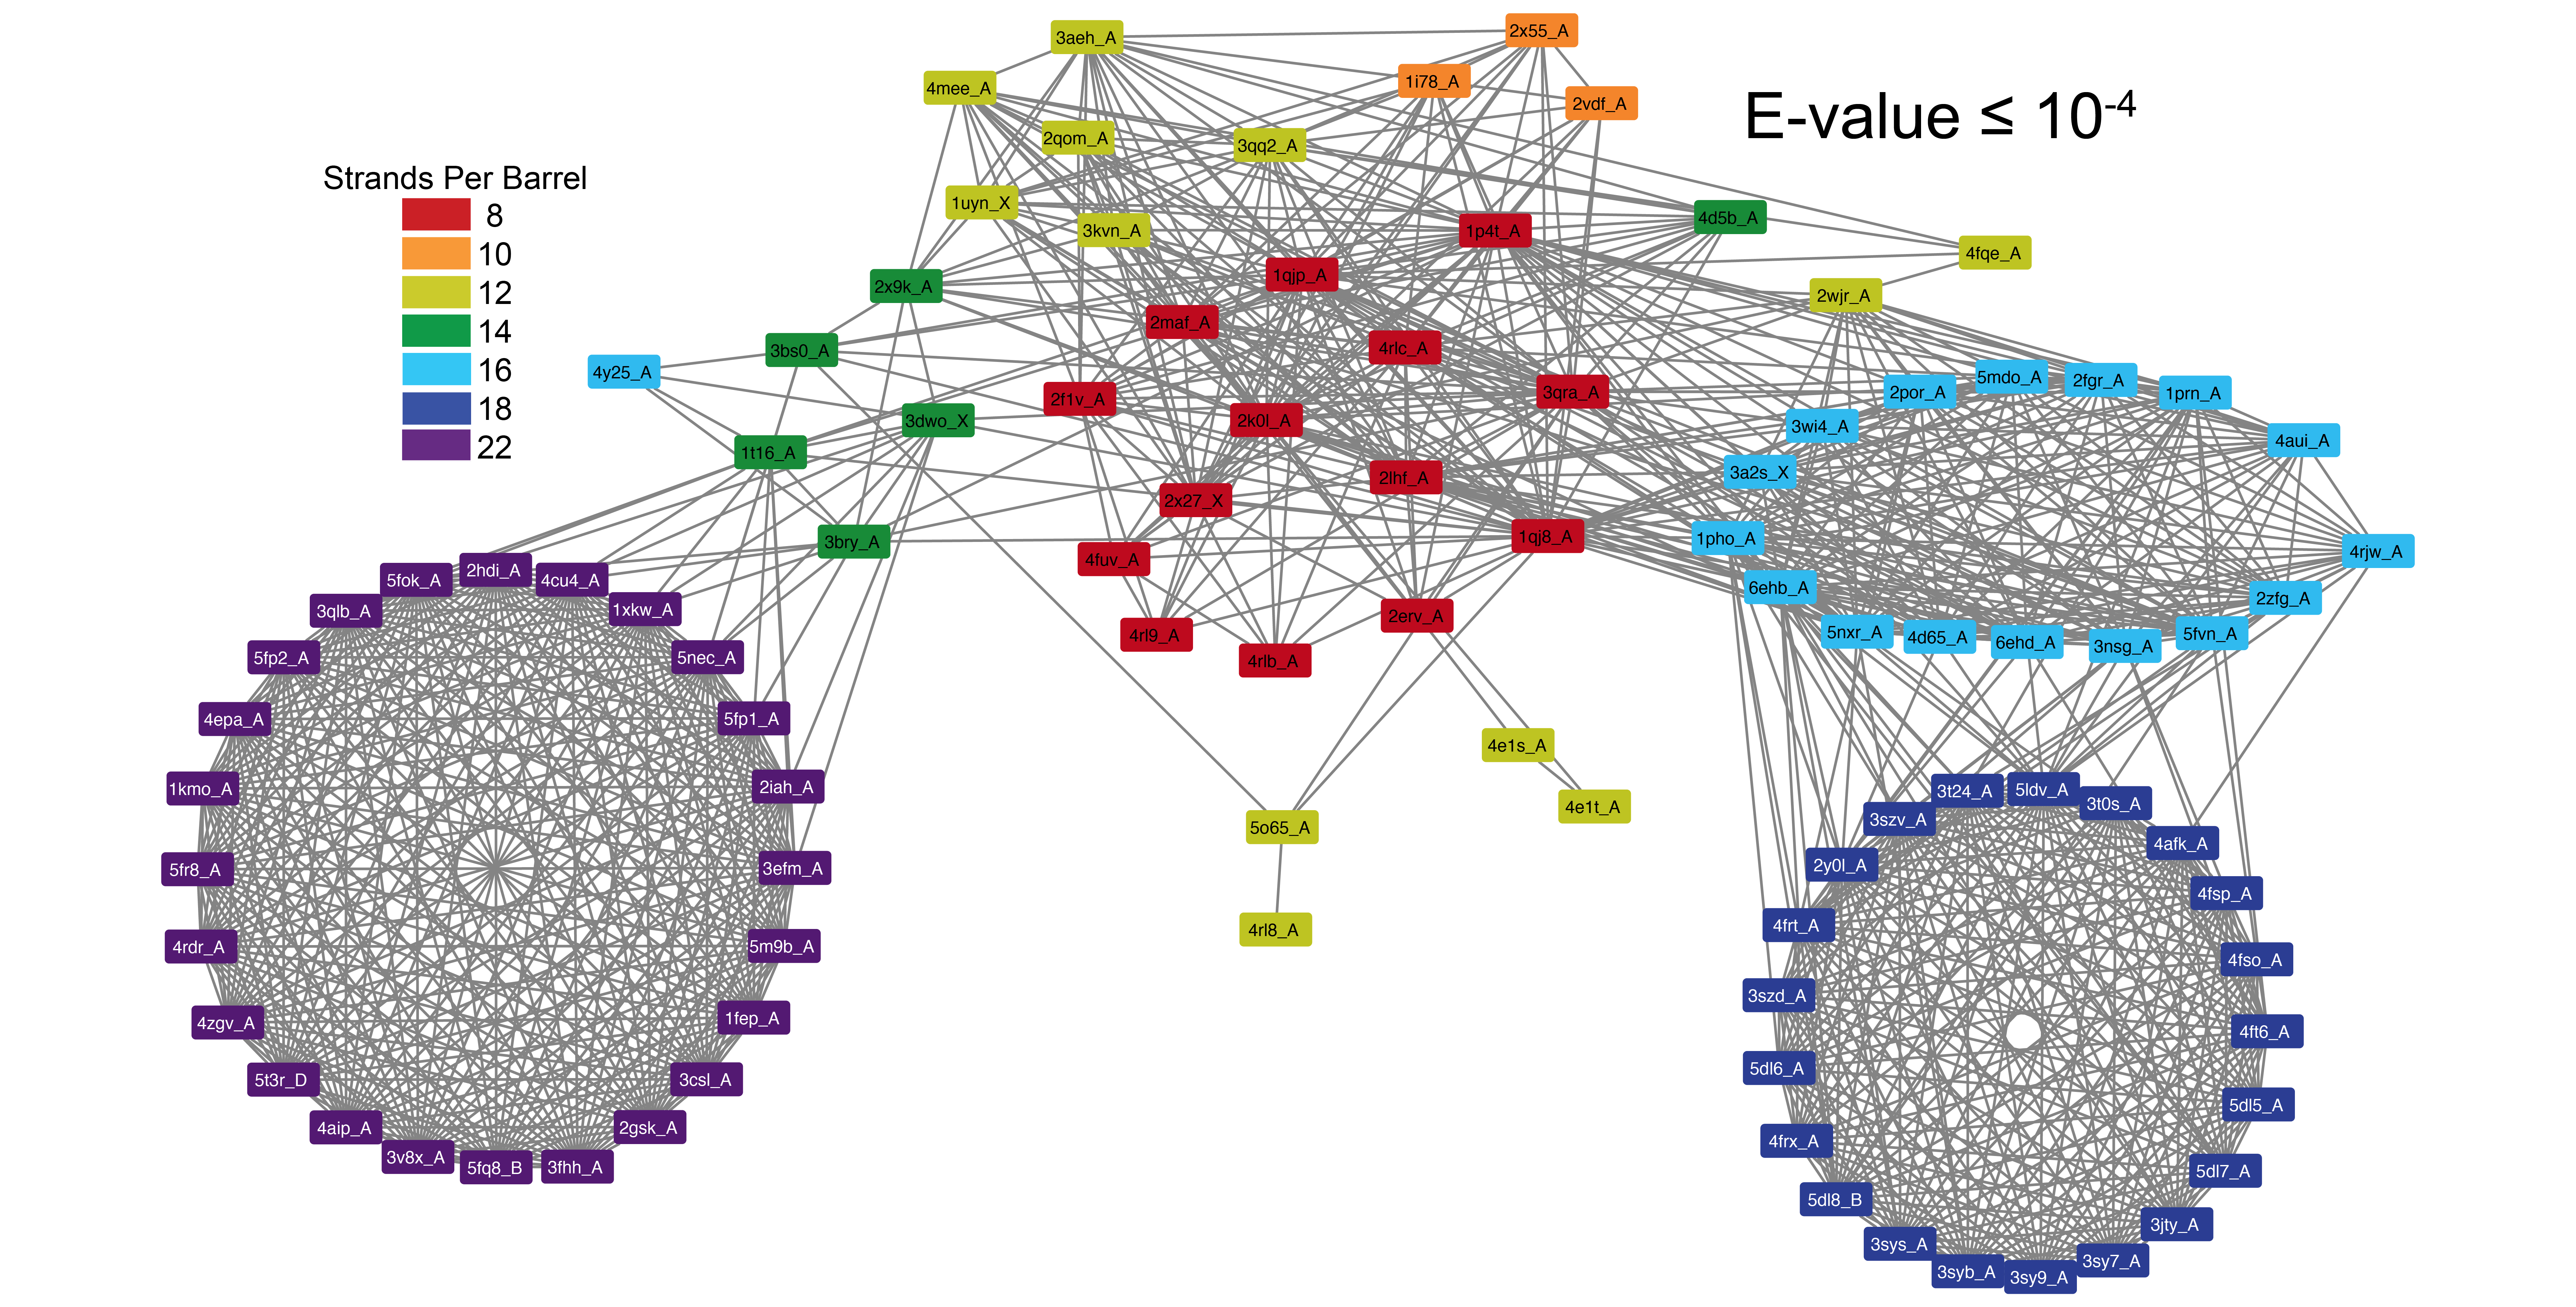 E-value ≤ 10-4
Strands Per Barrel
8
10
12
14
16
18
22
2x55_A
3aeh_A
1i78_A
4mee_A
2vdf_A
2qom_A
3qq2_A
1uyn_X
4d5b_A
3kvn_A
1p4t_A
4fqe_A
1qjp_A
2x9k_A
2wjr_A
2maf_A
4rlc_A
3bs0_A
4y25_A
5mdo_A
2fgr_A
2por_A
1prn_A
3qra_A
2f1v_A
3dwo_X
2k0l_A
3wi4_A
4aui_A
1t16_A
3a2s_X
2lhf_A
2x27_X
1qj8_A
1pho_A
3bry_A
4rjw_A
4fuv_A
2hdi_A
5fok_A
4cu4_A
6ehb_A
2zfg_A
3qlb_A
1xkw_A
2erv_A
5nxr_A
5fvn_A
4rl9_A
4d65_A
6ehd_A
3nsg_A
5fp2_A
5nec_A
4rlb_A
4epa_A
5fp1_A
4e1s_A
1kmo_A
2iah_A
5ldv_A
3t24_A
3t0s_A
4e1t_A
3szv_A
5o65_A
4afk_A
2y0l_A
5fr8_A
3efm_A
4fsp_A
4frt_A
4rl8_A
4rdr_A
5m9b_A
4fso_A
3szd_A
1fep_A
4zgv_A
4ft6_A
5dl6_A
5t3r_D
3csl_A
5dl5_A
4aip_A
2gsk_A
4frx_A
3v8x_A
5fq8_B
3fhh_A
5dl7_A
5dl8_B
3jty_A
3sys_A
3sy7_A
3syb_A
3sy9_A